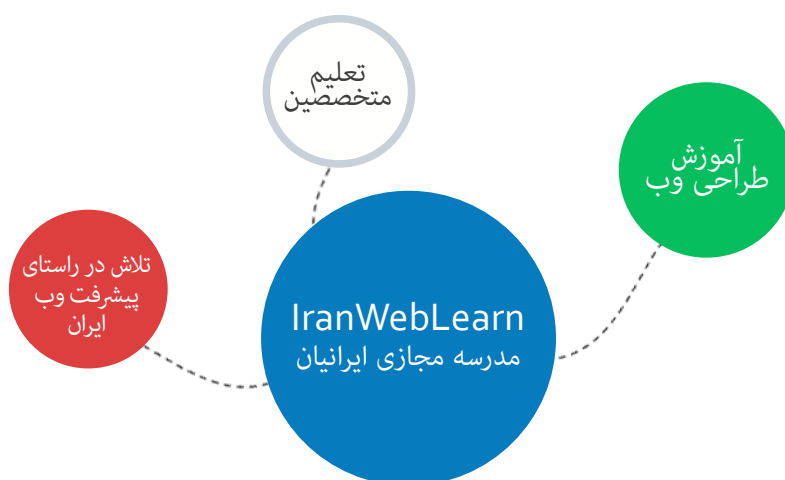 تعلیم
متخصصین
آموزش
طراحی وب
تلاش در راستای
پیشرفت وب
ایران
IranWebLearn
مدرسه مجازی ایرانیان